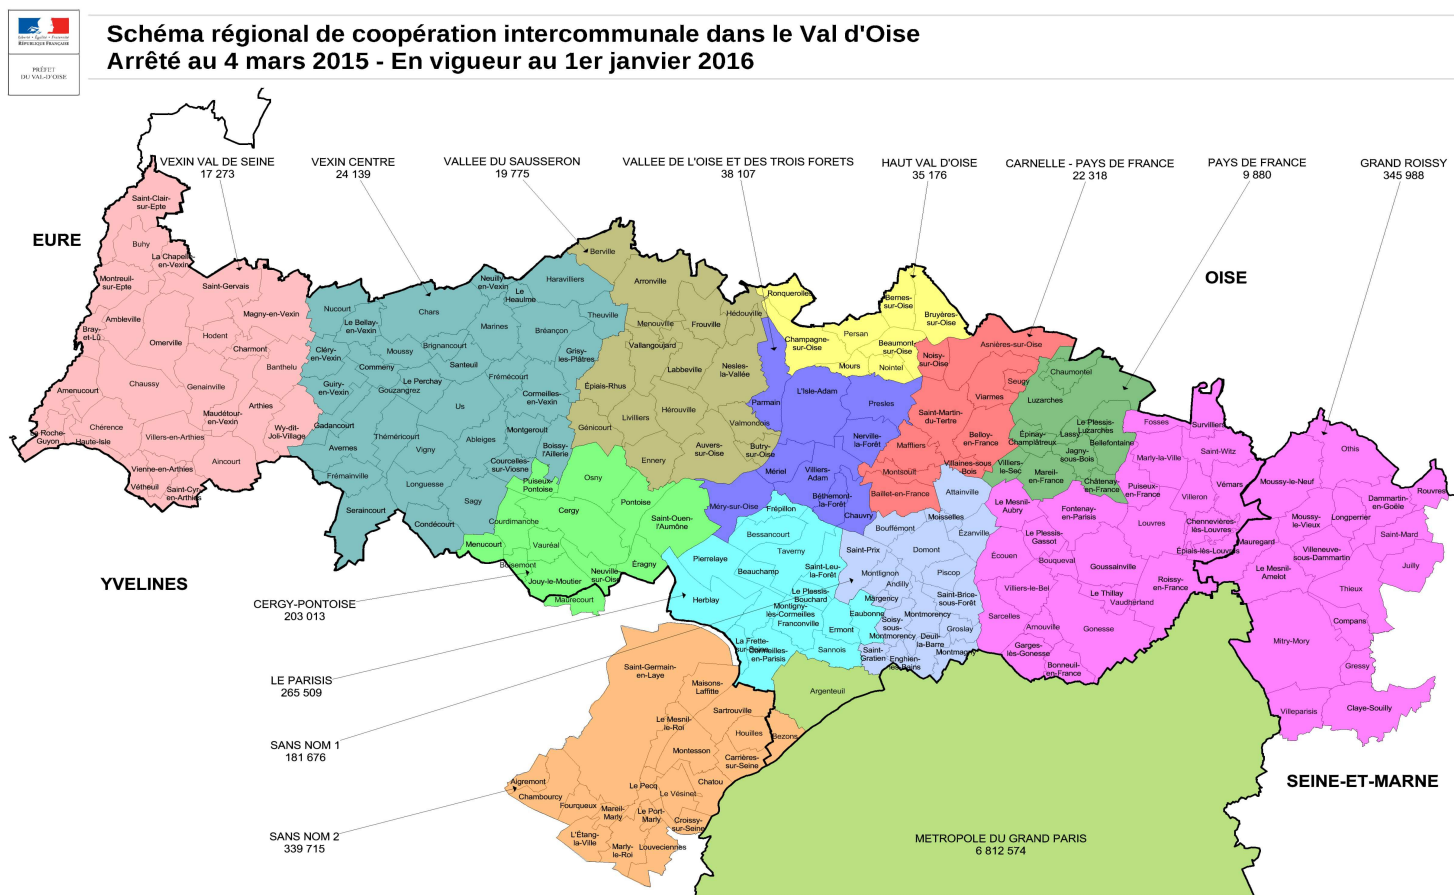 Liberté • Égalité • Fraternité
RÉPUBLIQUE FRANÇAISE
PRÉFET
DU VAL-D'OISE
Schéma régional de coopération intercommunale dans le Val d'Oise
Arrêté au 4 mars 2015 - En vigueur au 1er janvier 2016
VEXIN VAL DE SEINE
17 273
VEXIN CENTRE
24 139
VALLEE DU SAUSSERON
19 775
VALLEE DE L'OISE ET DES TROIS FORETS
38 107
HAUT VAL D'OISE
35 176
CARNELLE - PAYS DE FRANCE
22 318
PAYS DE FRANCE
9 880
GRAND ROISSY
345 988
EURE
OISE
YVELINES
SEINE-ET-MARNE
CERGY-PONTOISE
203 013
LE PARISIS
265 509
SANS NOM 1
181 676
SANS NOM 2
339 715
METROPOLE DU GRAND PARIS
6 812 574
Saint-Clair-
sur-Epte
Buhy
La Chapelle-
en-Vexin
Montreuil-
sur-Epte
Saint-Gervais
Ambleville
Magny-en-Vexin
Bray-
et-Lû
Omerville
Hodent
Charmont
Banthelu
Amenucourt
Chaussy
Genainville
Arthies
Maudétour-
en-Vexin
Chérence
La Roche-
Guyon
Haute-Isle
Villers-en-Arthies
Wy-dit-
Joli-Village
Aincourt
Vienne-en-Arthies
Vétheuil
Saint-Cyr-
en-Arthies
Neuilly-
en-Vexin
Le
Heaulme
Haravilliers
Nucourt
Chars
Le Bellay-
en-Vexin
Marines
Bréançon
Theuville
Cléry-
en-Vexin
Moussy
Brignancourt
Grisy-
les-Plâtres
Commeny
Santeuil
Guiry-
en-Vexin
Gouzangrez
Le Perchay
Frémécourt
Cormeilles-
en-Vexin
Us
Gadancourt
Avernes
Théméricourt
Vigny
Ableiges
Montgeroult
Boissy-
l'Aillerie
Courcelles-
sur-Viosne
Frémainville
Longuesse
Sagy
Seraincourt
Condécourt
Berville
Arronville
Hédouville
Menouville
Frouville
Vallangoujard
Labbeville
Nesles-
la-Vallée
Épiais-Rhus
Hérouville
Livilliers
Valmondois
Génicourt
Auvers-
sur-Oise
Butry-
sur-Oise
Ennery
Puiseux-
Pontoise
Osny
Cergy
Pontoise
Saint-Ouen-
l'Aumône
Courdimanche
Menucourt
Vauréal
Boisemont
Jouy-le-Moutier
Neuville-
sur-Oise
Éragny
Maurecourt
Ronquerolles
Bernes-
sur-Oise
Bruyères-
sur-Oise
Champagne-
sur-Oise
Persan
Beaumont-
sur-Oise
Mours
Nointel
L'Isle-Adam
Parmain
Presles
Nerville-
la-Forêt
Mériel
Villiers-
Adam
Béthemont-
la-Forêt
Chauvry
Méry-sur-Oise
Asnières-sur-Oise
Noisy-
sur-Oise
Seugy
Viarmes
Saint-Martin-
du-Tertre
Belloy-
en-France
Maffliers
Montsoult
Villaines-sous-
Bois
Baillet-en-France
Chaumontel
Luzarches
Le Plessis-
Luzarches
Épinay-
Champlâtreux
Lassy
Bellefontaine
Jagny-
sous-Bois
Villiers-
le-Sec
Mareil-
en-France
Châtenay-
en-France
Fosses
Survilliers
Marly-la-Ville
Saint-Witz
Vémars
Puiseux-
en-France
Villeron
Le Mesnil-
Aubry
Fontenay-
en-Parisis
Louvres
Chennevières-
lès-Louvres
Le Plessis-
Gassot
Épiais-lès-Louvres
Écouen
Bouqueval
Goussainville
Roissy-
en-France
Villiers-le-Bel
Le Thillay
Vaudherland
Sarcelles
Arnouville
Gonesse
Garges-
lès-Gonesse
Bonneuil-
en-France
Othis
Moussy-le-Neuf
Rouvres
Dammartin-
en-Goële
Moussy-
le-Vieux
Longperrier
Saint-Mard
Mauregard
Villeneuve-
sous-Dammartin
Juilly
Le Mesnil-
Amelot
Thieux
Compans
Mitry-Mory
Gressy
Villeparisis
Claye-Souilly
Attainville
Moisselles
Bouffémont
Ézanville
Saint-Prix
Domont
Montlignon
Andilly
Piscop
Margency
Saint-Brice-
sous-Forêt
Montmorency
Soisy-
sous-
Montmorency
Groslay
Deuil-
la-Barre
Montmagny
Saint-
Gratien
Enghien-
les-Bains
Frépillon
Bessancourt
Taverny
Pierrelaye
Beauchamp
Saint-Leu-
la-Forêt
Le Plessis-
Bouchard
Herblay
Montigny-
lès-Cormeilles
Franconville
Eaubonne
Ermont
La Frette-
sur-Seine
Cormeilles-
en-Parisis
Sannois
Argenteuil
Bezons
Saint-Germain-
en-Laye
Maisons-
Laffitte
Le Mesnil-
le-Roi
Sartrouville
Houilles
Montesson
Carrières-
sur-Seine
Aigremont
Chambourcy
Le Pecq
Le Vésinet
Chatou
Fourqueux
Mareil-
Marly
Le Port-
Marly
Croissy-
sur-Seine
L'Étang-
la-Ville
Marly-
le-Roi
Louveciennes